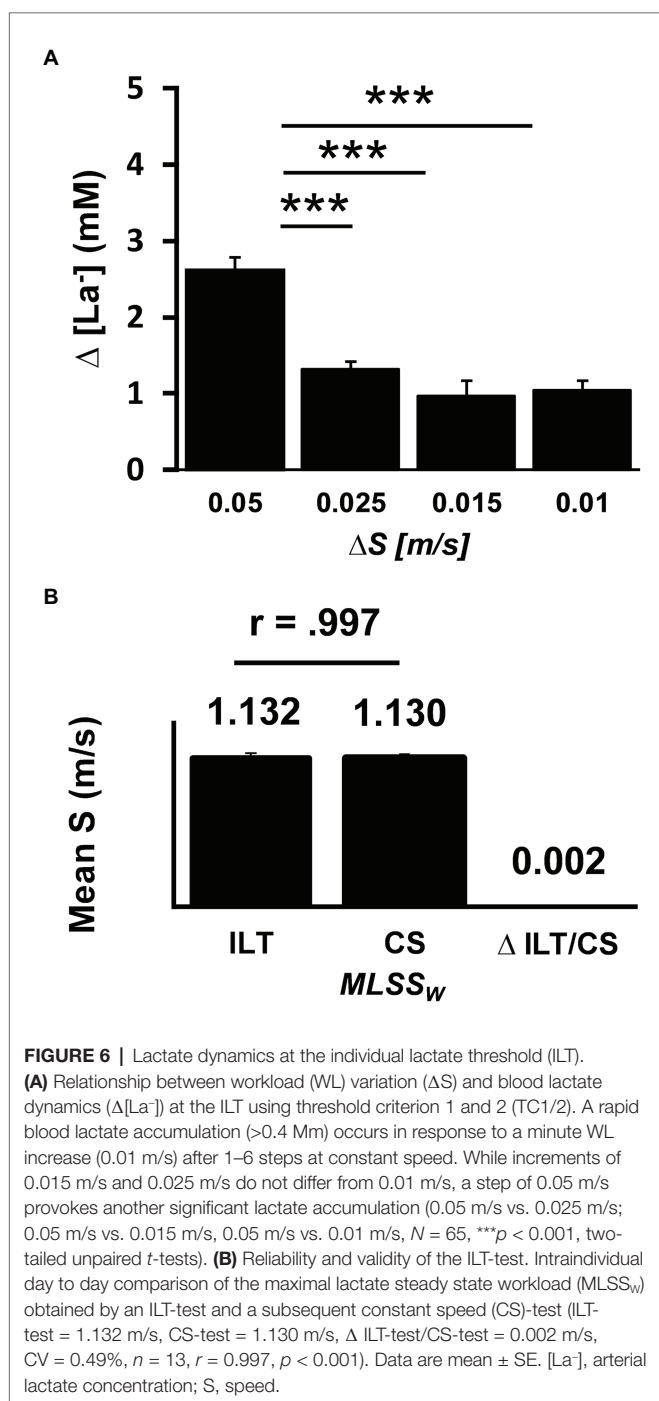 A
5
4
3
2
1
0
Δ [La⁻] (mM)
***
***
***
0.05 0.025 0.015 0.01
ΔS [m/s]
B
r = .997
1.132 1.130
0.002
Mean S (m/s)
ILT CS Δ ILT/CS
MLSSW
FIGURE 6 | Lactate dynamics at the individual lactate threshold (ILT).
(A) Relationship between workload (WL) variation (ΔS) and blood lactate
dynamics (Δ[La⁻]) at the ILT using threshold criterion 1 and 2 (TC1/2). A rapid
blood lactate accumulation (>0.4 Mm) occurs in response to a minute WL
increase (0.01 m/s) after 1–6 steps at constant speed. While increments of
0.015 m/s and 0.025 m/s do not differ from 0.01 m/s, a step of 0.05 m/s
provokes another significant lactate accumulation (0.05 m/s vs. 0.025 m/s;
0.05 m/s vs. 0.015 m/s, 0.05 m/s vs. 0.01 m/s, N = 65, ***p < 0.001, two-
tailed unpaired t-tests). (B) Reliability and validity of the ILT-test. Intraindividual
day to day comparison of the maximal lactate steady state workload (MLSSw)
obtained by an ILT-test and a subsequent constant speed (CS)-test (ILT-
test = 1.132 m/s, CS-test = 1.130 m/s, Δ ILT-test/CS-test = 0.002 m/s,
CV = 0.49%, n = 13, r = 0.997, p < 0.001). Data are mean ± SE. [La⁻], arterial
lactate concentration; S, speed.